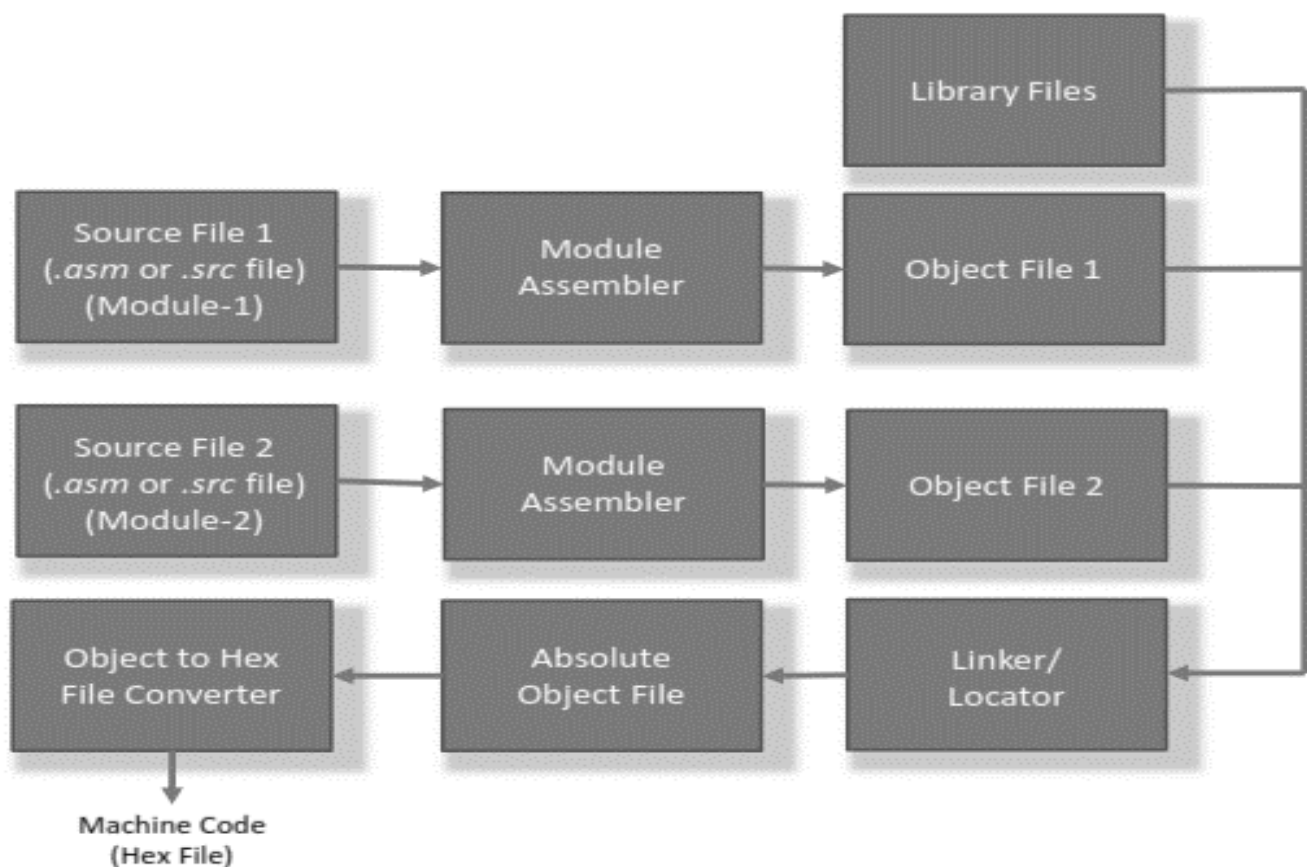 Library Files
Source File 1
(.asm or .src file)
(Module-1)
Module
Assembler
Object File 1
Source File 2
(.asm or .src file)
(Module-2)
Module
Assembler
Object File 2
Object to Hex
File Converter
Absolute
Object File
Linker/
Locator
Machine Code
(Hex File)